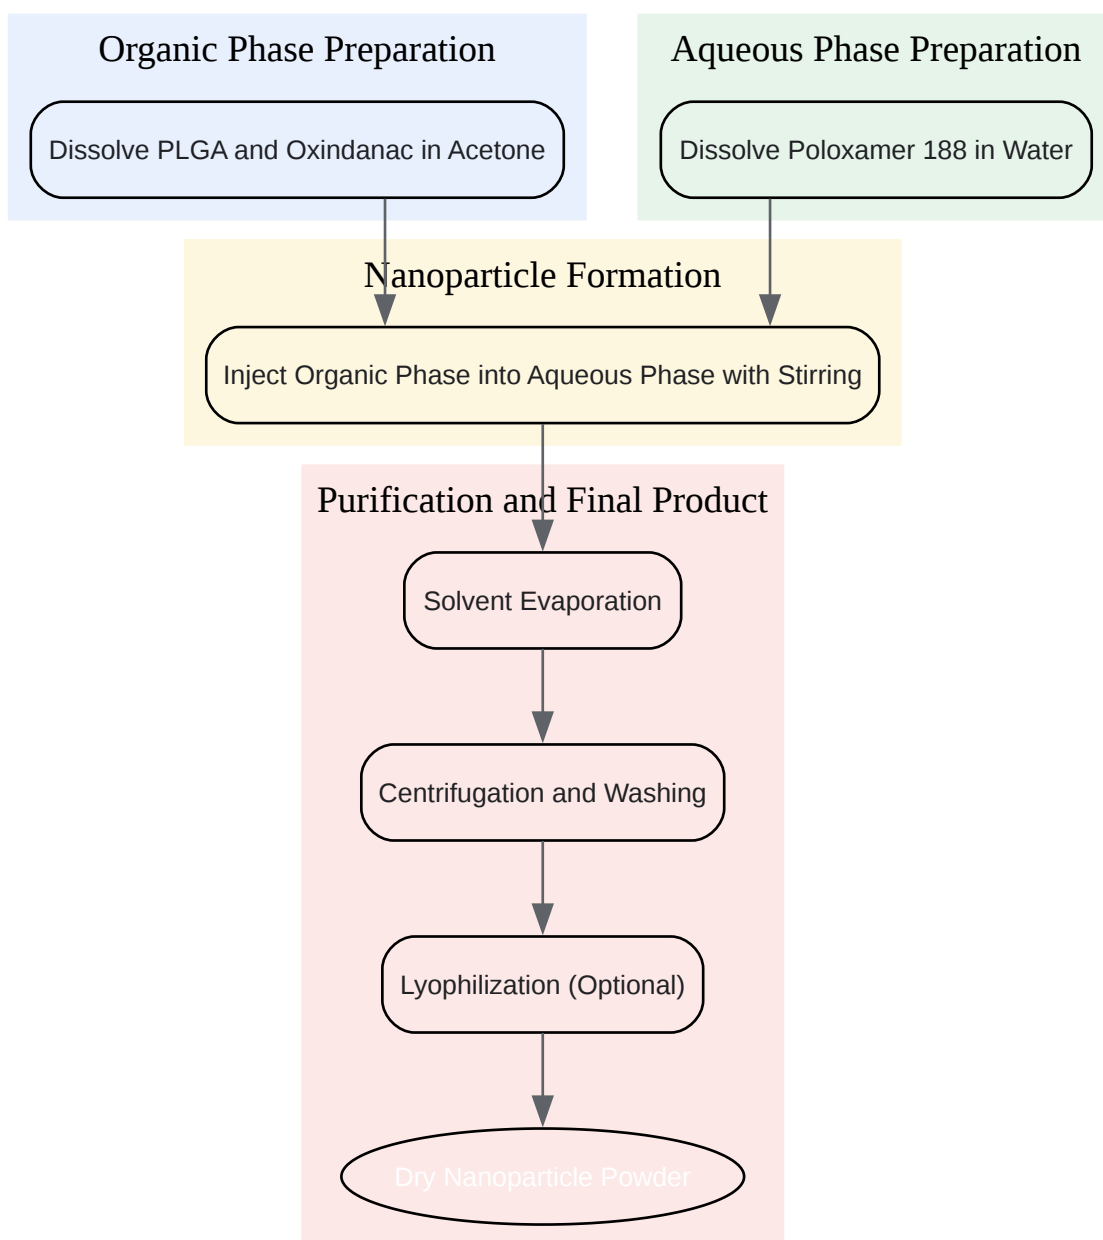 Organic Phase Preparation
Aqueous Phase Preparation
Dissolve PLGA and Oxindanac in Acetone
Dissolve Poloxamer 188 in Water
Nanoparticle Formation
Inject Organic Phase into Aqueous Phase with Stirring
Purification and Final Product
Solvent Evaporation
Centrifugation and Washing
Lyophilization (Optional)
Dry Nanoparticle Powder